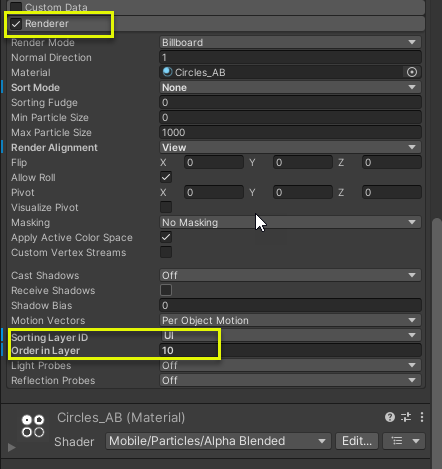 Custom Data
Renderer
Render Mode Billboard
Normal Direction 1
Material Circles_AB
Sort Mode None
Sorting Fudge 0
Min Particle Size 0
Max Particle Size 1000
Render Alignment View
Flip X 0 Y 0 Z 0
Allow Roll
Pivot X 0 Y 0 Z 0
Visualize Pivot
Masking No Masking
Apply Active Color Space
Custom Vertex Streams
Cast Shadows Off
Receive Shadows
Shadow Bias 0
Motion Vectors Per Object Motion
Sorting Layer ID UI
Order in Layer 10
Light Probes Off
Reflection Probes Off
Circles_AB (Material)
Shader Mobile/Particles/Alpha Blended Edit...